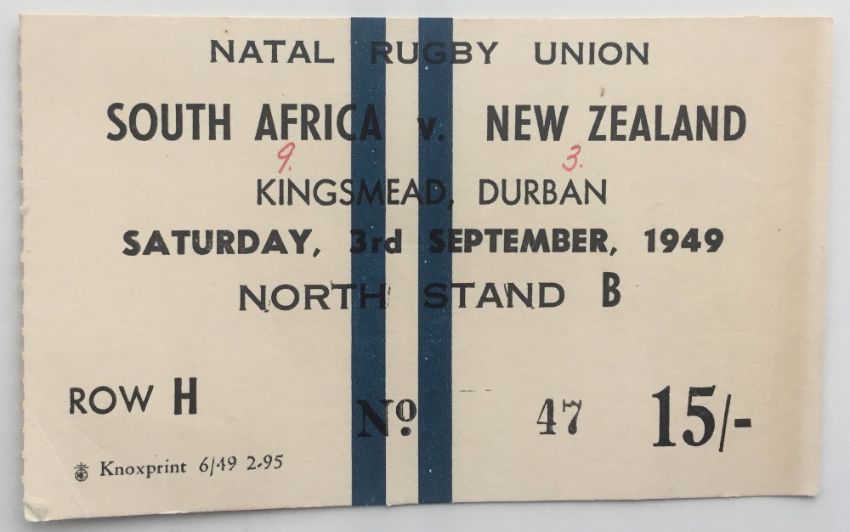 NATAL RUGBY UNION
SOUTH AFRICA v. NEW ZEALAND
9. 3.
KINGSMEAD, DURBAN
SATURDAY, 3rd SEPTEMBER, 1949
NORTH STAND B
ROW H No 47 15/-
Knoxprint 6/49 2.95